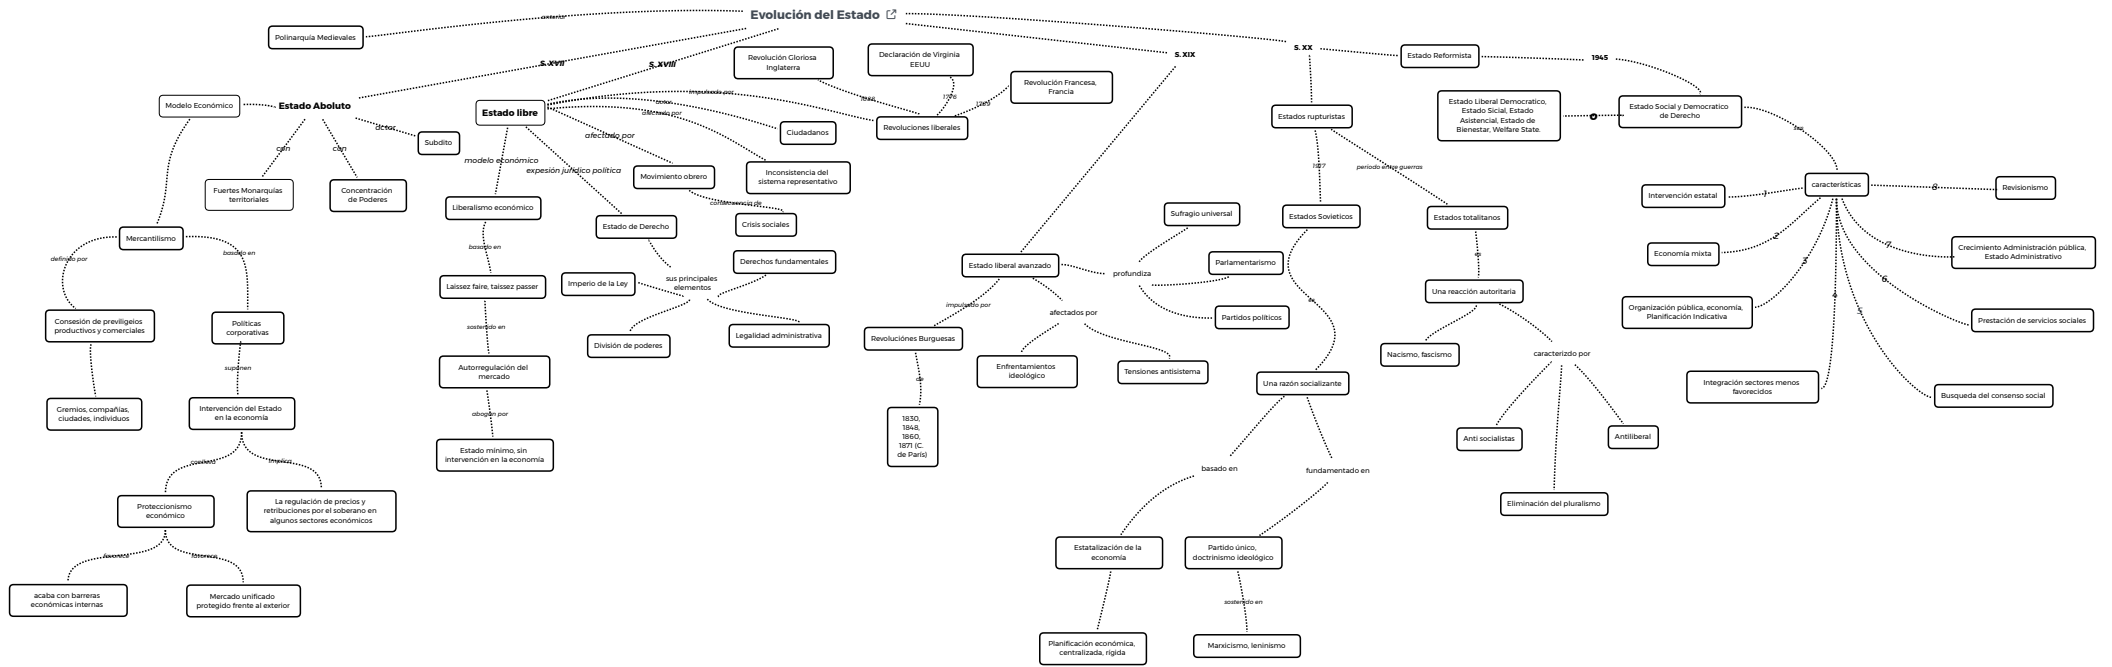 Evolución del Estado
anterior
Polinarquía Medievales
S. XVII
S. XVIII
S. XIX
S. XX
Estado Reformista
1945
Modelo Económico
Estado Aboluto
actor
Subdito
con
con
Fuertes Monarquías
territoriales
Concentración
de Poderes
Mercantilismo
definido por
basado en
Consesión de previligeios
productivos y comerciales
Políticas
corporativas
suponen
Gremios, compañías,
ciudades, individuos
Intervención del Estado
en la economía
conlleva
implica
Proteccionismo
económico
La regulación de precios y
retribuciones por el soberano en
algunos sectores económicos
favorece
favorece
acaba con barreras
económicas internas
Mercado unificado
protegido frente al exterior
Estado libre
impulsado por
actor
afectado por
afectado por
modelo económico
expesión jurídico política
Revolución Gloriosa
Inglaterra
Declaración de Virginia
EEUU
Revolución Francesa,
Francia
1688
1776
1789
Revoluciones liberales
Ciudadanos
Inconsistencia del
sistema representativo
Movimiento obrero
consecuencia de
Crisis sociales
Liberalismo económico
basado en
Laissez faire, taissez passer
sostenido en
Autorregulación del
mercado
abogan por
Estado mínimo, sin
intervención en la economía
Estado de Derecho
sus principales
elementos
Derechos fundamentales
Imperio de la Ley
División de poderes
Legalidad administrativa
Estado liberal avanzado
profundiza
Sufragio universal
Parlamentarismo
Partidos políticos
impulsado por
afectados por
Revoluciónes Burguesas
de
1830,
1848,
1860,
1871 (C.
de París)
Enfrentamientos
ideológico
Tensiones antisistema
Estados rupturistas
1917
periodo entre guerras
Estados Sovieticos
es
Una razón socializante
basado en
fundamentado en
Estatalización de la
economía
Partido único,
doctrinismo ideológico
sostenido en
Planificación económica,
centralizada, rígida
Marxicismo, leninismo
Estados totalitanos
es
Una reacción autoritaria
Nacismo, fascismo
caracterizdo por
Anti socialistas
Antiliberal
Eliminación del pluralismo
Estado Liberal Democratico,
Estado Sicial, Estado
Asistencial, Estado de
Bienestar, Welfare State.
o
Estado Social y Democratico
de Derecho
sus
características
1
Intervención estatal
2
Economía mixta
3
Organización pública, economía,
Planificación Indicativa
4
Integración sectores menos
favorecidos
5
Busqueda del consenso social
6
Prestación de servicios sociales
7
Crecimiento Administración pública,
Estado Administrativo
8
Revisionismo